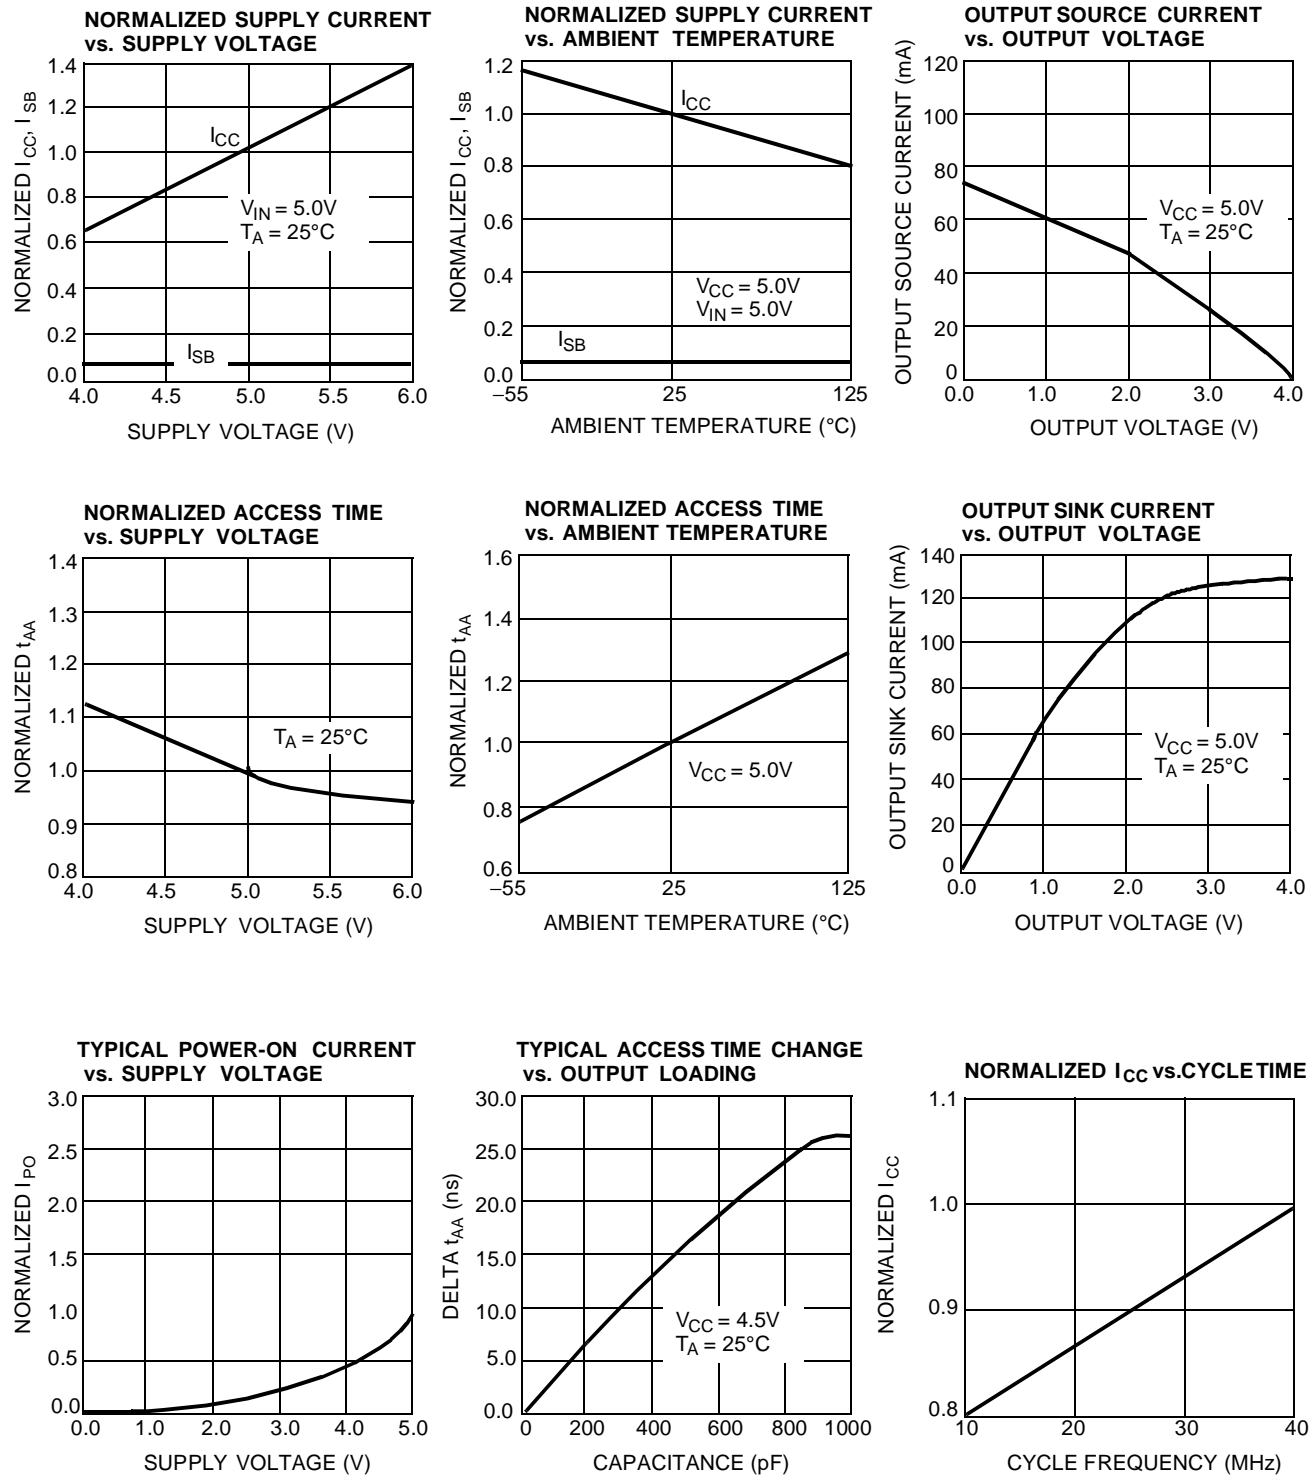 NORMALIZED SUPPLY CURRENT
vs. SUPPLY VOLTAGE
1.4
1.2
1.0
0.8
0.6
0.4
0.2
0.0
NORMALIZED I CC, I SB
ICC
VIN = 5.0V
TA = 25°C
ISB
4.0 4.5 5.0 5.5 6.0
SUPPLY VOLTAGE (V)
NORMALIZED SUPPLY CURRENT
vs. AMBIENT TEMPERATURE
1.2
1.0
0.8
0.6
0.4
0.2
0.0
NORMALIZED I CC, I SB
ICC
VCC = 5.0V
VIN = 5.0V
ISB
–55 25 125
AMBIENT TEMPERATURE (°C)
OUTPUT SOURCE CURRENT
vs. OUTPUT VOLTAGE
120
100
80
60
40
20
0
OUTPUT SOURCE CURRENT (mA)
VCC = 5.0V
TA = 25°C
0.0 1.0 2.0 3.0 4.0
OUTPUT VOLTAGE (V)
NORMALIZED ACCESS TIME
vs. SUPPLY VOLTAGE
1.4
1.3
1.2
1.1
1.0
0.9
0.8
NORMALIZED tAA
TA = 25°C
4.0 4.5 5.0 5.5 6.0
SUPPLY VOLTAGE (V)
NORMALIZED ACCESS TIME
vs. AMBIENT TEMPERATURE
1.6
1.4
1.2
1.0
0.8
0.6
NORMALIZED tAA
VCC = 5.0V
–55 25 125
AMBIENT TEMPERATURE (°C)
OUTPUT SINK CURRENT
vs. OUTPUT VOLTAGE
140
120
100
80
60
40
20
0
OUTPUT SINK CURRENT (mA)
VCC = 5.0V
TA = 25°C
0.0 1.0 2.0 3.0 4.0
OUTPUT VOLTAGE (V)
TYPICAL POWER-ON CURRENT
vs. SUPPLY VOLTAGE
3.0
2.5
2.0
1.5
1.0
0.5
0.0
NORMALIZED IPO
0.0 1.0 2.0 3.0 4.0 5.0
SUPPLY VOLTAGE (V)
TYPICAL ACCESS TIME CHANGE
vs. OUTPUT LOADING
30.0
25.0
20.0
15.0
10.0
5.0
0.0
DELTA tAA (ns)
VCC = 4.5V
TA = 25°C
0 200 400 600 800 1000
CAPACITANCE (pF)
NORMALIZED ICC vs.CYCLE TIME
1.1
1.0
0.9
0.8
NORMALIZED ICC
10 20 30 40
CYCLE FREQUENCY (MHz)